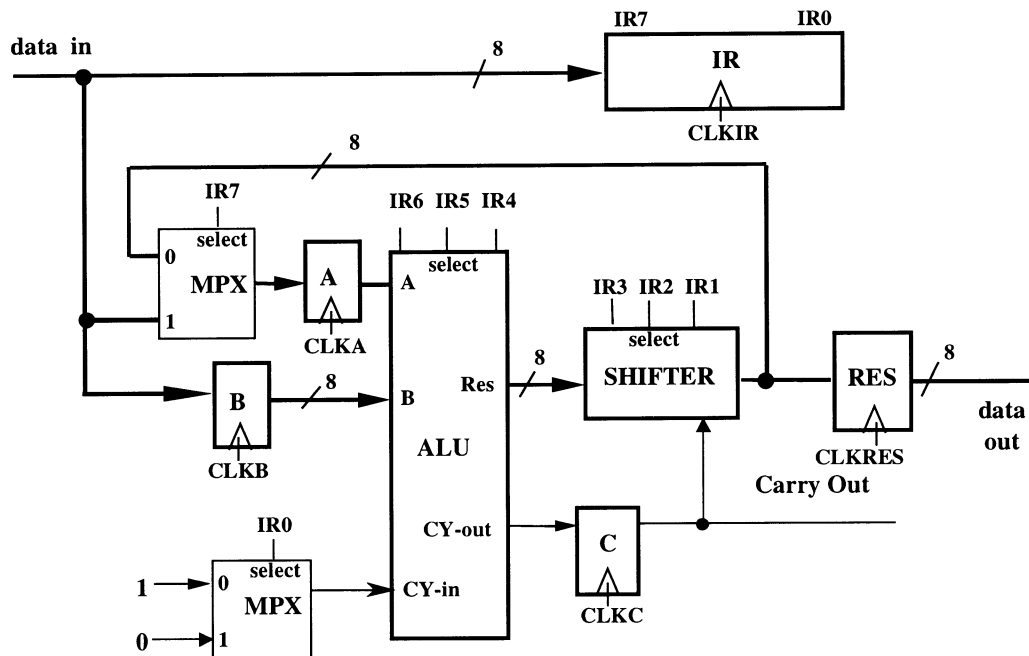 IR7 IR0
data in
8
IR
CLKIR
8
IR7
IR6 IR5 IR4
select
select
0
MPX
A
A
IR3 IR2 IR1
1
CLKA
select
8
SHIFTER
RES
8
B
8
B
Res
data
out
ALU
CLKB
CLKRES
Carry Out
IR0
CY-out
C
select
1
0
MPX
CY-in
CLKC
0
1